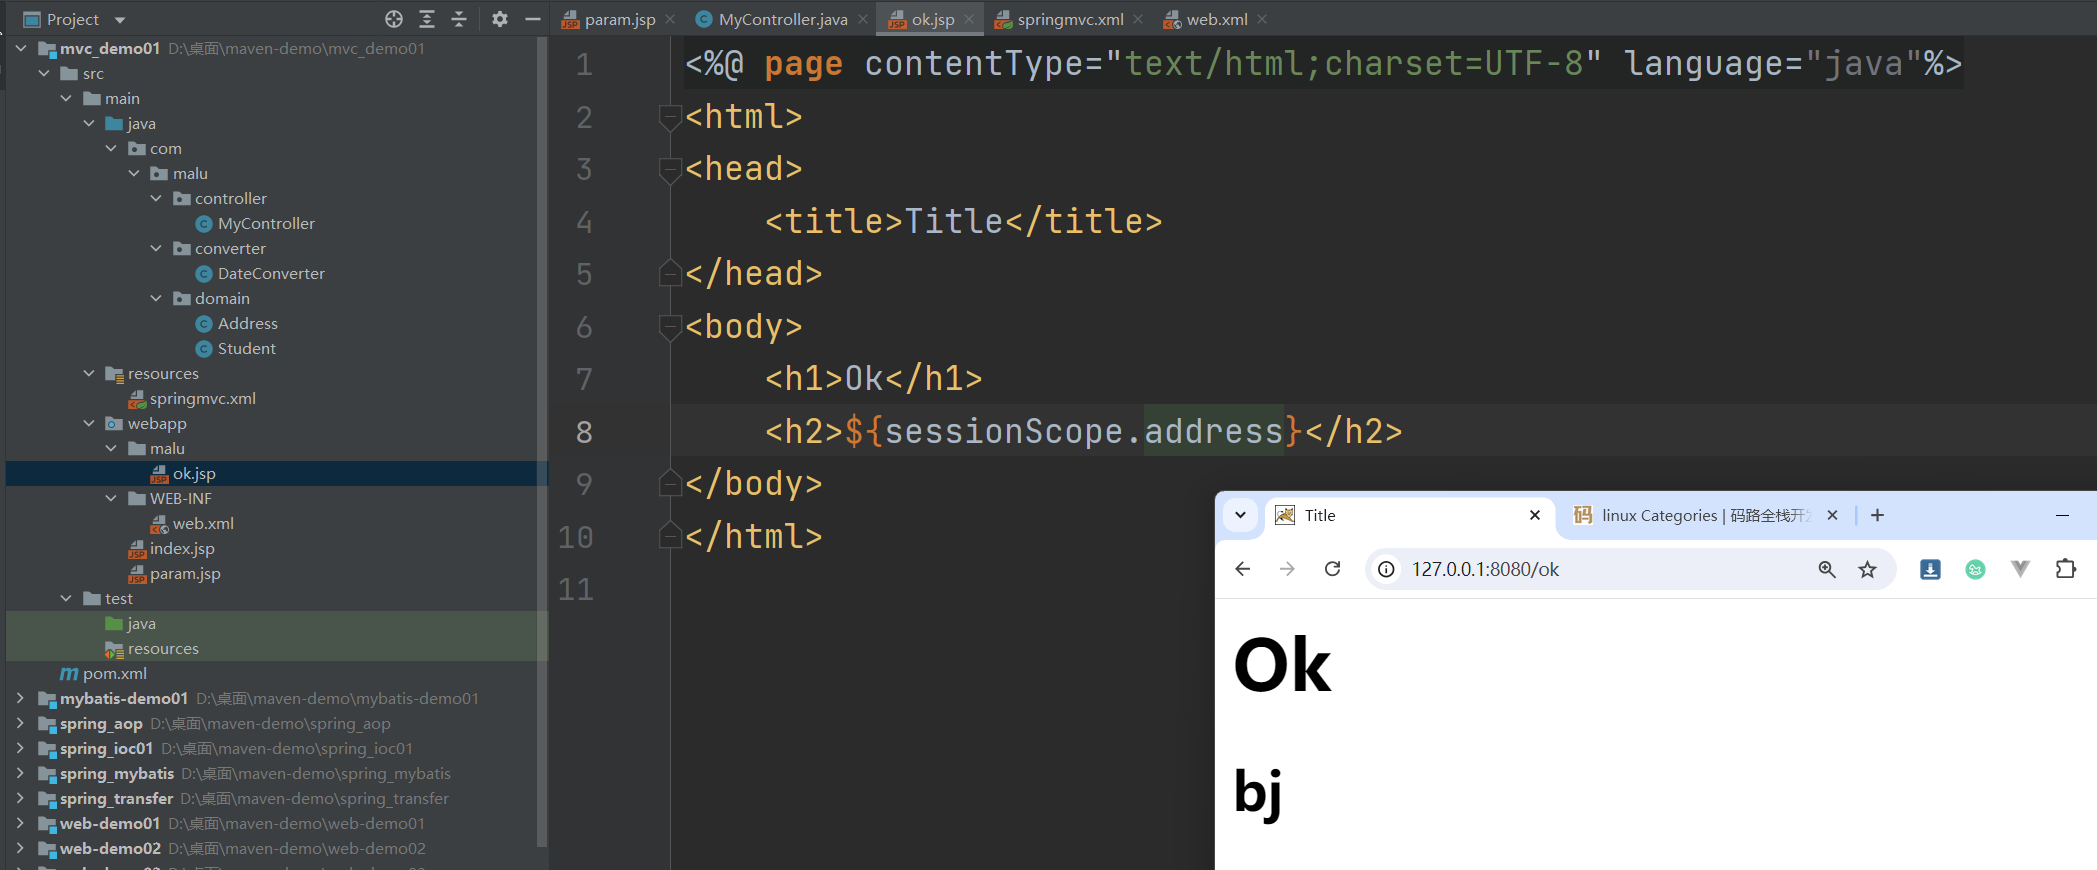 Project
mvc_demo01 D:\桌面\maven-demo\mvc_demo01
src
main
java
com
malu
controller
MyController
converter
DateConverter
domain
Address
Student
resources
springmvc.xml
webapp
malu
ok.jsp
WEB-INF
web.xml
index.jsp
param.jsp
test
java
resources
pom.xml
mybatis-demo01 D:\桌面\maven-demo\mybatis-demo01
spring_aop D:\桌面\maven-demo\spring_aop
spring_ioc01 D:\桌面\maven-demo\spring_ioc01
spring_mybatis D:\桌面\maven-demo\spring_mybatis
spring_transfer D:\桌面\maven-demo\spring_transfer
web-demo01 D:\桌面\maven-demo\web-demo01
web-demo02 D:\桌面\maven-demo\web-demo02
param.jsp MyController.java ok.jsp springmvc.xml web.xml
1 <%@ page contentType="text/html;charset=UTF-8" language="java"%>
2 <html>
3 <head>
4 <title>Title</title>
5 </head>
6 <body>
7 <h1>Ok</h1>
8 <h2>${sessionScope.address}</h2>
9 </body>
10 </html>
11
Title linux Categories | 码路全栈开
127.0.0.1:8080/ok
Ok
bj